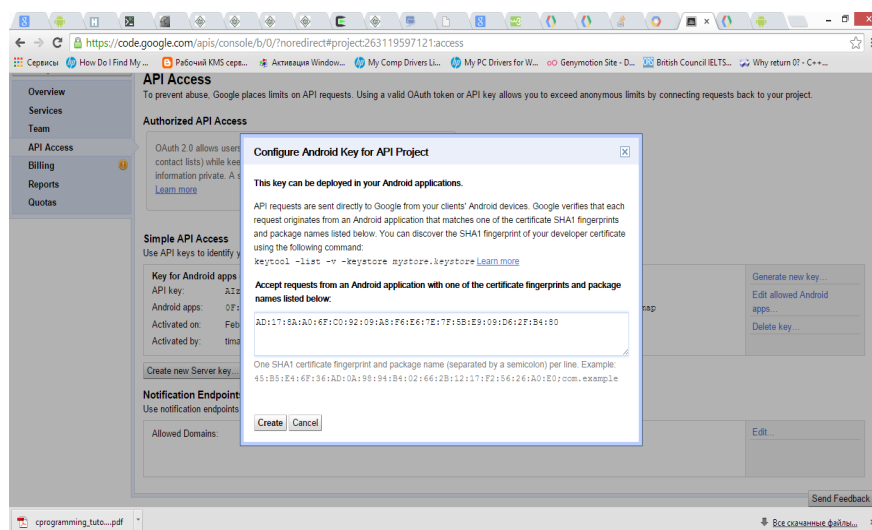 https://code.google.com/apis/console/b/0/?noredirect#project:263119597121:access
Сервисы How Do I Find My ... Рабочий KMS серв... Активация Window... My Comp Drivers Li... My PC Drivers for W... Genymotion Site - D... British Council IELTS... Why return 0? - C++...
Overview
Services
Team
API Access
Billing
Reports
Quotas
API Access
To prevent abuse, Google places limits on API requests. Using a valid OAuth token or API key allows you to exceed anonymous limits by connecting requests back to your project.
Authorized API Access
OAuth 2.0 allows users
contact lists) while kee
information private. A s
Learn more
Simple API Access
Use API keys to identify y
Key for Android apps
API key: AIz
Android apps: 0F:
Activated on: Feb
Activated by: tima
map
Generate new key...
Edit allowed Android
apps...
Delete key...
Create new Server key...
Notification Endpoint
Use notification endpoints
Allowed Domains:
Edit...
Configure Android Key for API Project
This key can be deployed in your Android applications.
API requests are sent directly to Google from your clients' Android devices. Google verifies that each
request originates from an Android application that matches one of the certificate SHA1 fingerprints
and package names listed below. You can discover the SHA1 fingerprint of your developer certificate
using the following command:
keytool -list -v -keystore mystore.keystore Learn more
Accept requests from an Android application with one of the certificate fingerprints and package
names listed below:
AD:17:8A:A0:6F:C0:92:09:A8:F6:E6:7E:7F:5B:E9:09:D6:2F:B4:80
One SHA1 certificate fingerprint and package name (separated by a semicolon) per line. Example:
45:B5:E4:6F:36:AD:0A:98:94:B4:02:66:2B:12:17:F2:56:26:A0:E0;com.example
Create Cancel
Send Feedback
cprogramming_tuto....pdf
Все скачанные файлы...